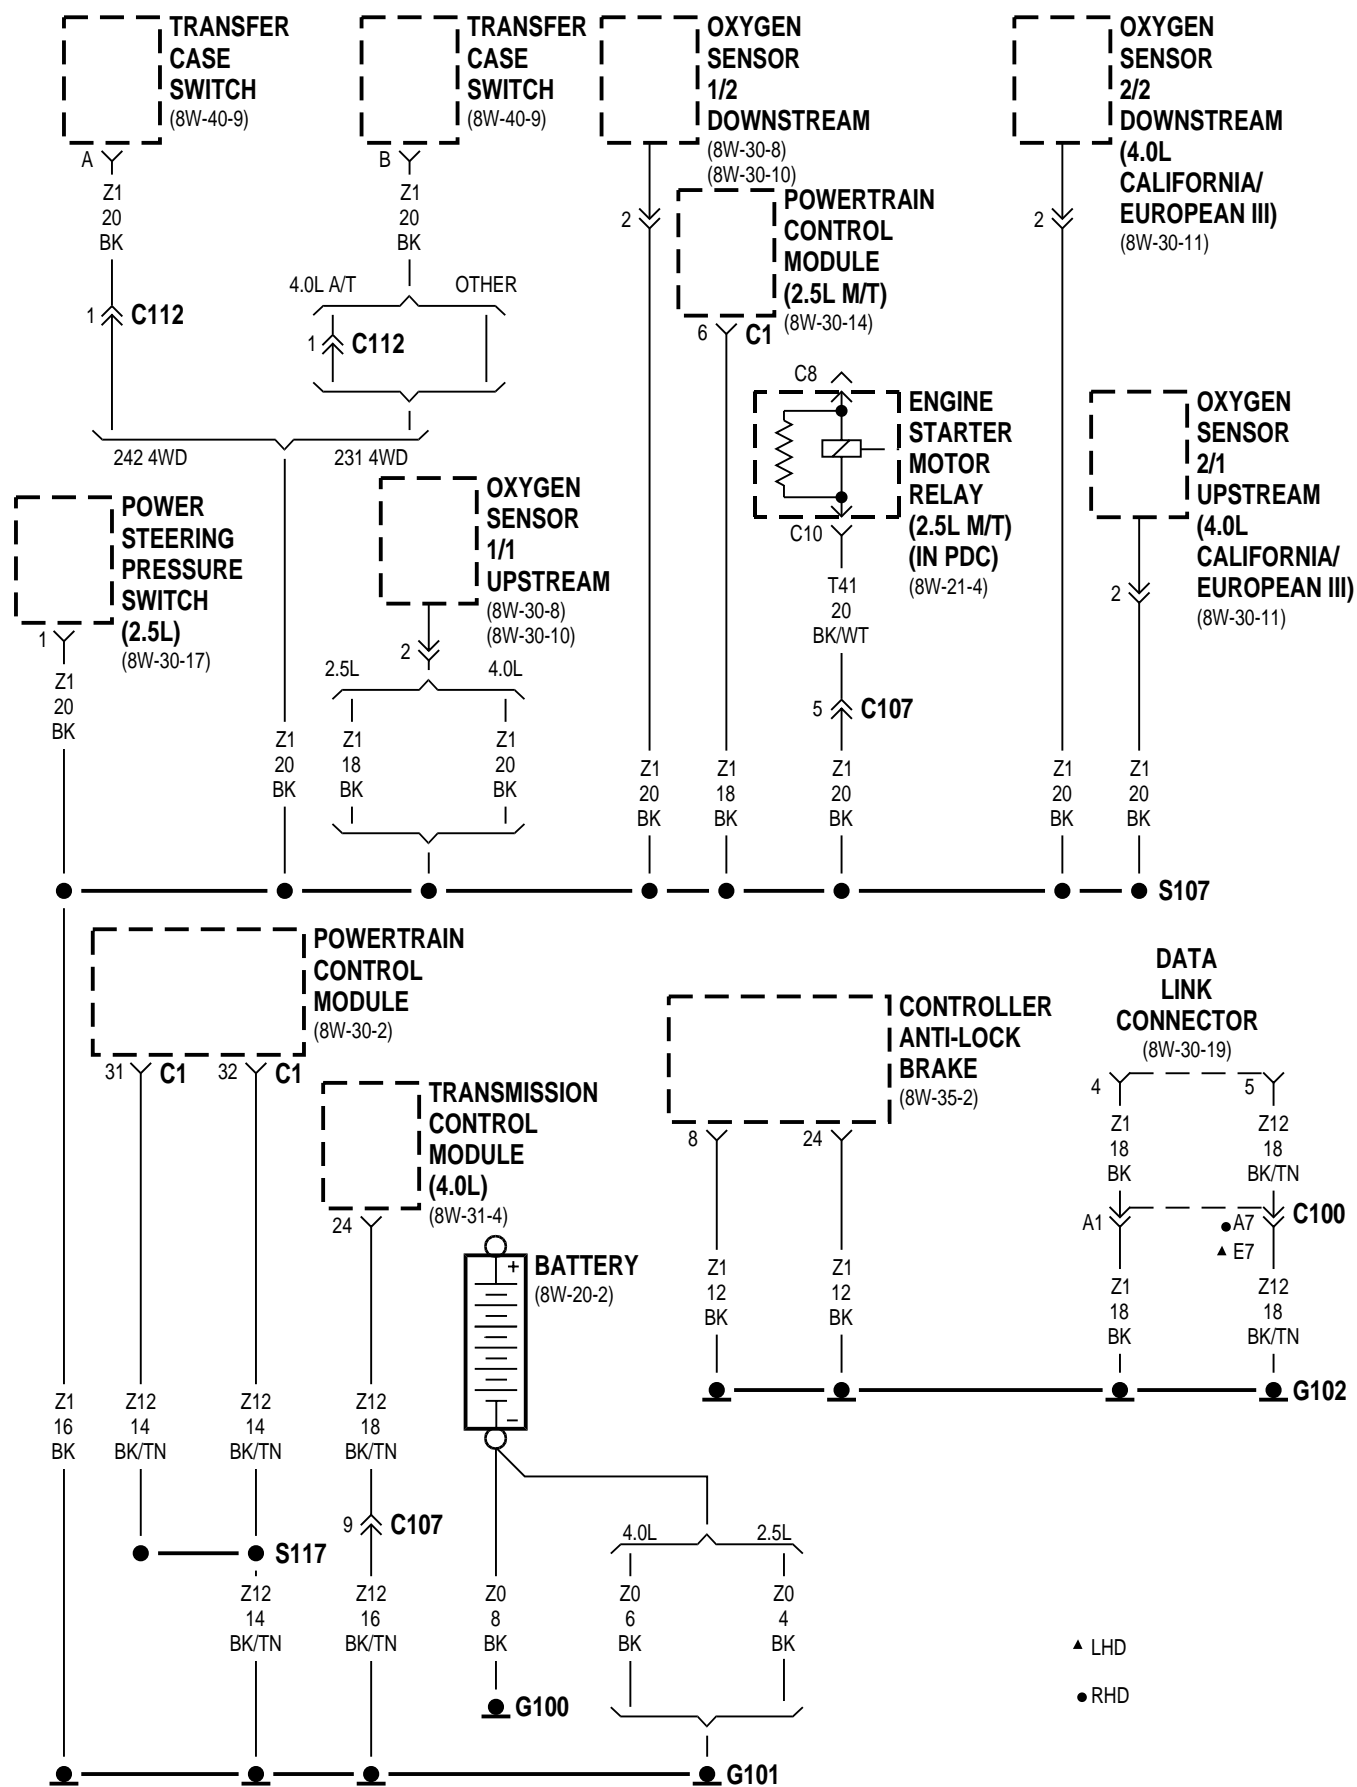 TRANSFER
CASE
SWITCH
(8W-40-9)
A
Z1
20
BK
1
C112
242 4WD
TRANSFER
CASE
SWITCH
(8W-40-9)
B
Z1
20
BK
4.0L A/T
OTHER
1
C112
231 4WD
OXYGEN
SENSOR
1/2
DOWNSTREAM
(8W-30-8)
(8W-30-10)
2
POWERTRAIN
CONTROL
MODULE
(2.5L M/T)
(8W-30-14)
6
C1
OXYGEN
SENSOR
2/2
DOWNSTREAM
(4.0L
CALIFORNIA/
EUROPEAN III)
(8W-30-11)
2
C8
ENGINE
STARTER
MOTOR
RELAY
(2.5L M/T)
(IN PDC)
(8W-21-4)
C10
T41
20
BK/WT
5
C107
OXYGEN
SENSOR
2/1
UPSTREAM
(4.0L
CALIFORNIA/
EUROPEAN III)
(8W-30-11)
2
POWER
STEERING
PRESSURE
SWITCH
(2.5L)
(8W-30-17)
1
Z1
20
BK
OXYGEN
SENSOR
1/1
UPSTREAM
(8W-30-8)
(8W-30-10)
2
2.5L
4.0L
Z1
20
BK
Z1
18
BK
Z1
20
BK
Z1
20
BK
Z1
18
BK
Z1
20
BK
Z1
20
BK
Z1
20
BK
S107
POWERTRAIN
CONTROL
MODULE
(8W-30-2)
31
C1
32
C1
TRANSMISSION
CONTROL
MODULE
(4.0L)
(8W-31-4)
24
CONTROLLER
ANTI-LOCK
BRAKE
(8W-35-2)
8
24
Z1
12
BK
Z1
12
BK
DATA
LINK
CONNECTOR
(8W-30-19)
4
5
Z1
18
BK
Z12
18
BK/TN
A1
A7
E7
C100
Z1
18
BK
Z12
18
BK/TN
G102
+
BATTERY
(8W-20-2)
−
Z1
16
BK
Z12
14
BK/TN
Z12
14
BK/TN
Z12
18
BK/TN
9
C107
S117
Z12
14
BK/TN
Z12
16
BK/TN
4.0L
2.5L
Z0
8
BK
Z0
6
BK
Z0
4
BK
G100
G101
▲ LHD
● RHD